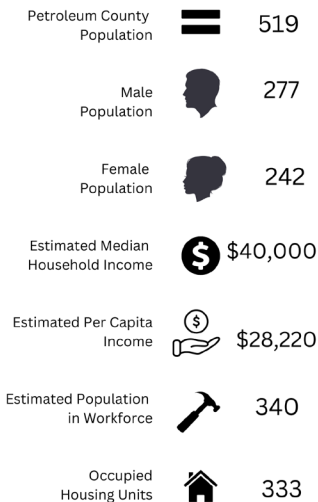 Petroleum County
Population
519
Male
Population
277
Female
Population
242
Estimated Median
Household Income
$40,000
Estimated Per Capita
Income
$28,220
Estimated Population
in Workforce
340
Occupied
Housing Units
333